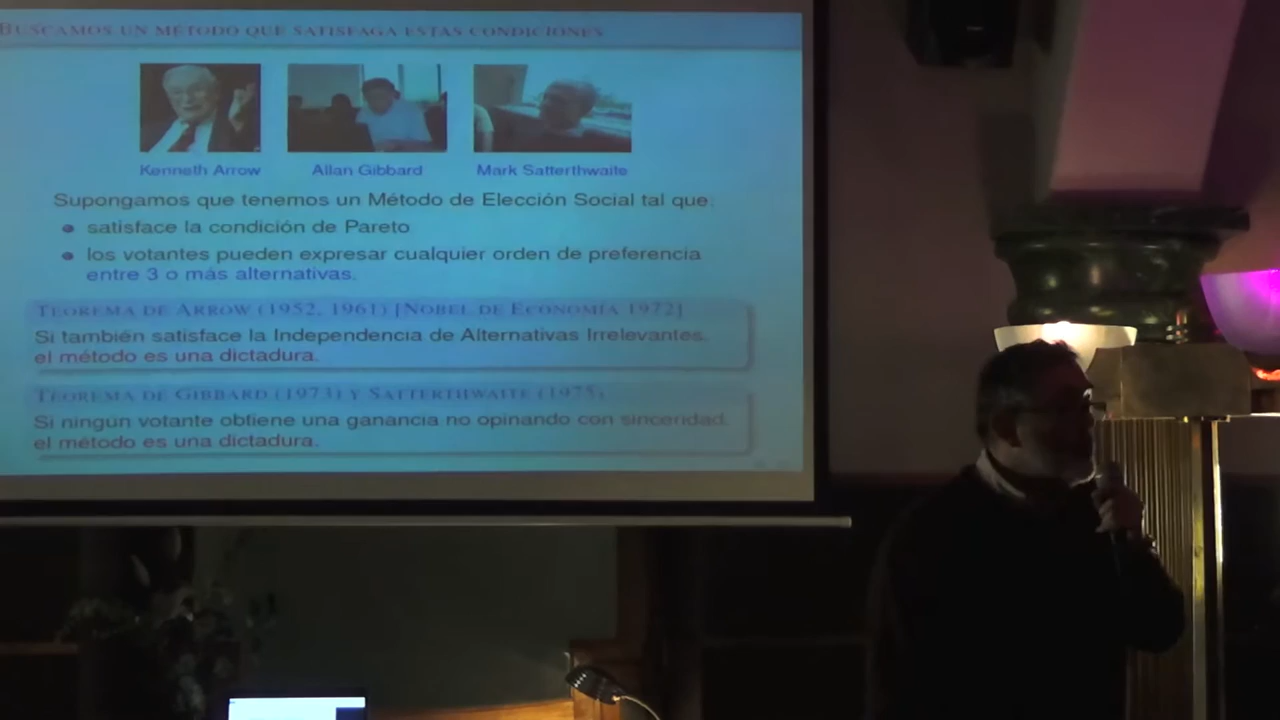 BUSCAMOS UN MÉTODO QUE SATISFAGA ESTAS CONDICIONES
Kenneth Arrow
Allan Gibbard
Mark Satterthwaite
Supongamos que tenemos un Método de Elección Social tal que:
satisface la condición de Pareto
los votantes pueden expresar cualquier orden de preferencia
entre 3 o más alternativas.
TEOREMA DE ARROW (1952, 1961) [NOBEL DE ECONOMÍA 1972]
Si también satisface la Independencia de Alternativas Irrelevantes,
el método es una dictadura.
TEOREMA DE GIBBARD (1973) Y SATTERTHWAITE (1975)
Si ningún votante obtiene una ganancia no opinando con sinceridad,
el método es una dictadura.